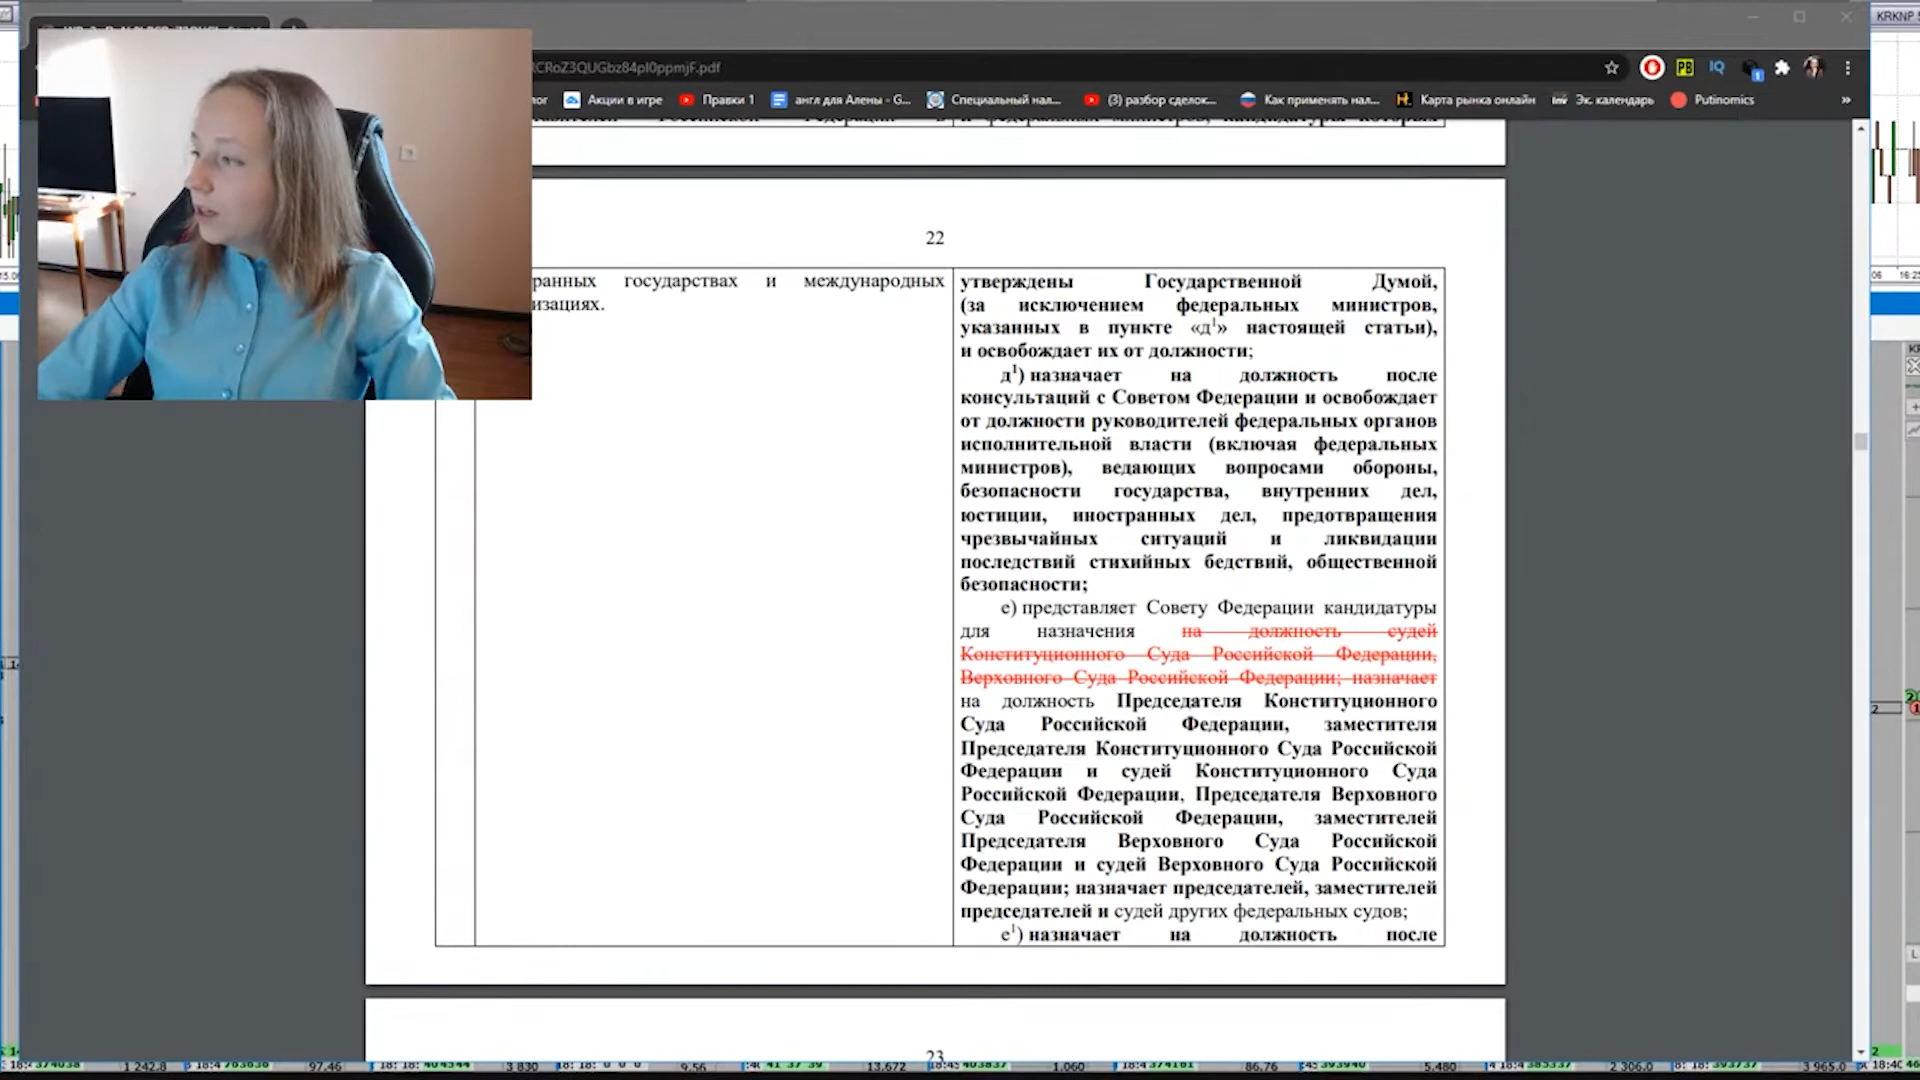 KRKNP
RCRoZ3QUGbz84pI0ppmjF.pdf
лог
Акции в игре
Правки 1
англ для Алены - G...
Специальный нал...
(3) разбор сделок...
Как применять нал...
Карта рынка онлайн
Эк. календарь
Putinomics
»
22
ранных государствах и международных
изациях.
утверждены Государственной Думой,
(за исключением федеральных министров,
указанных в пункте «д¹» настоящей статьи),
и освобождает их от должности;
д¹) назначает на должность после
консультаций с Советом Федерации и освобождает
от должности руководителей федеральных органов
исполнительной власти (включая федеральных
министров), ведающих вопросами обороны,
безопасности государства, внутренних дел,
юстиции, иностранных дел, предотвращения
чрезвычайных ситуаций и ликвидации
последствий стихийных бедствий, общественной
безопасности;
е) представляет Совету Федерации кандидатуры
для назначения на должность судей
Конституционного Суда Российской Федерации,
Верховного Суда Российской Федерации; назначает
на должность Председателя Конституционного
Суда Российской Федерации, заместителя
Председателя Конституционного Суда Российской
Федерации и судей Конституционного Суда
Российской Федерации, Председателя Верховного
Суда Российской Федерации, заместителей
Председателя Верховного Суда Российской
Федерации и судей Верховного Суда Российской
Федерации; назначает председателей, заместителей
председателей и судей других федеральных судов;
е¹) назначает на должность после
23